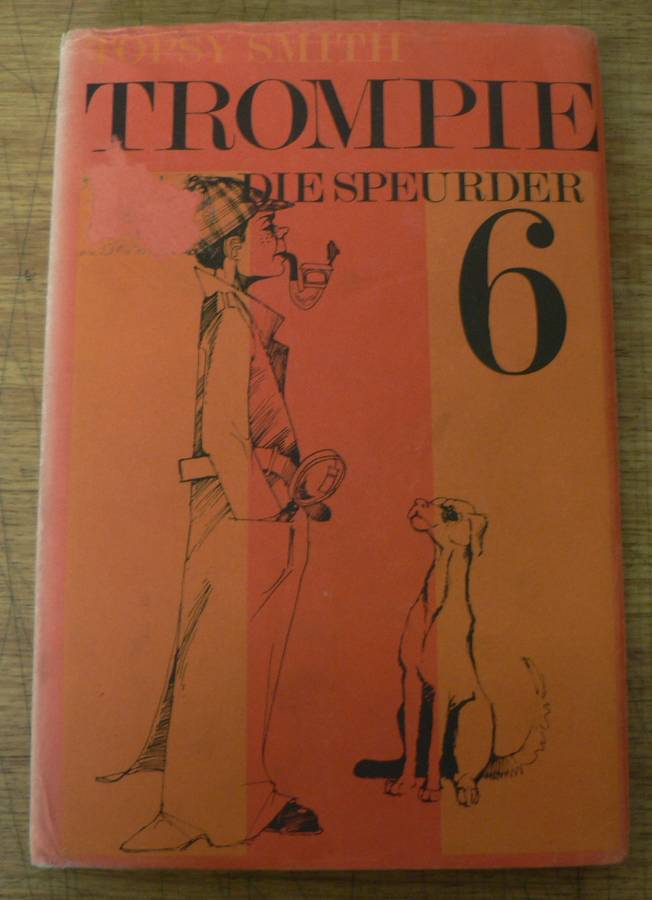 TOPSY SMITH
TROMPIE
DIE SPEURDER
6